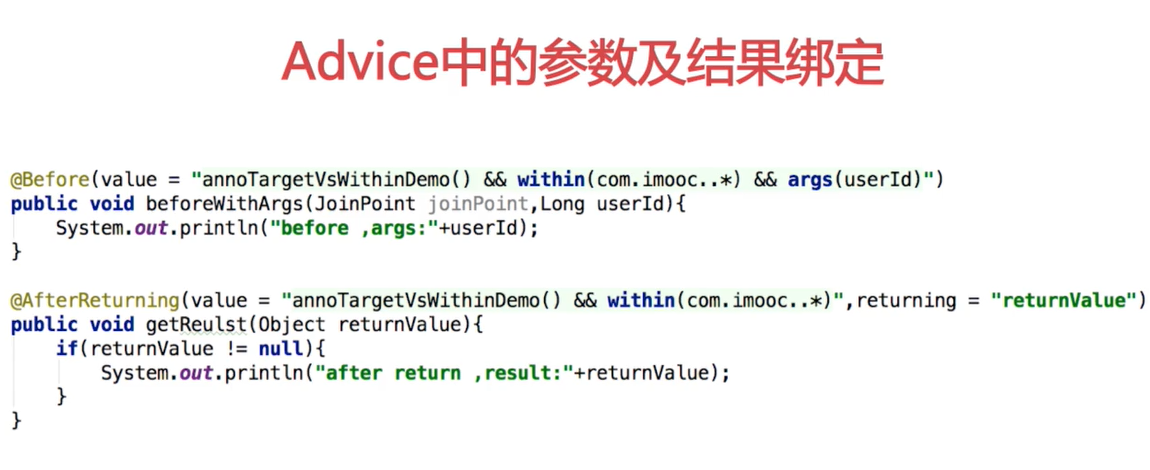 Advice中的参数及结果绑定
@Before(value = "annoTargetVsWithinDemo() && within(com.imooc..*) && args(userId)")
public void beforeWithArgs(JoinPoint joinPoint,Long userId){
    System.out.println("before ,args:"+userId);
}
@AfterReturning(value = "annoTargetVsWithinDemo() && within(com.imooc..*)",returning = "returnValue")
public void getReulst(Object returnValue){
    if(returnValue != null){
        System.out.println("after return ,result:"+returnValue);
    }
}